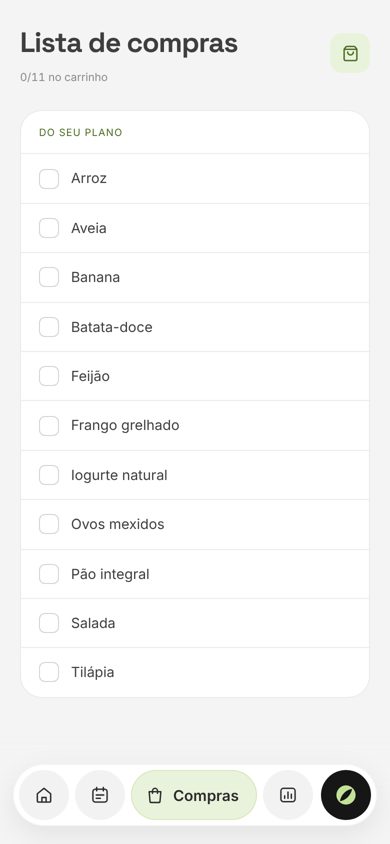 Lista de compras
0/11 no carrinho
DO SEU PLANO
Arroz
Aveia
Banana
Batata-doce
Feijão
Frango grelhado
Iogurte natural
Ovos mexidos
Pão integral
Salada
Tilápia
Compras